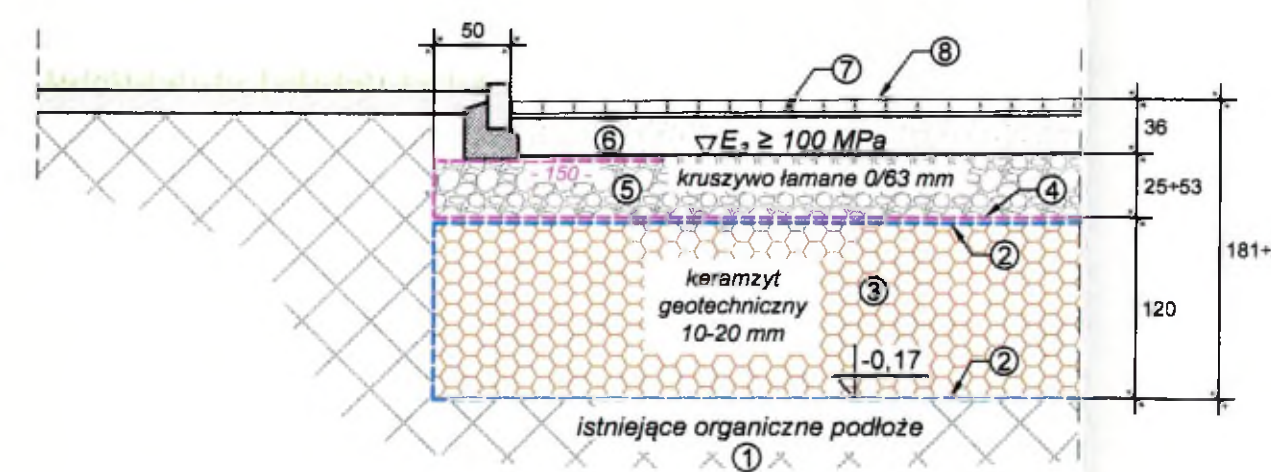 50
⑧
⑦
⑥
▽E₂ ≥ 100 MPa
36
- 150 -
⑤
kruszywo łamane 0/63 mm
④
25+53
②
181+
keramzyt
geotechniczny
10-20 mm
③
120
-0,17
②
istniejące organiczne podłoże
①